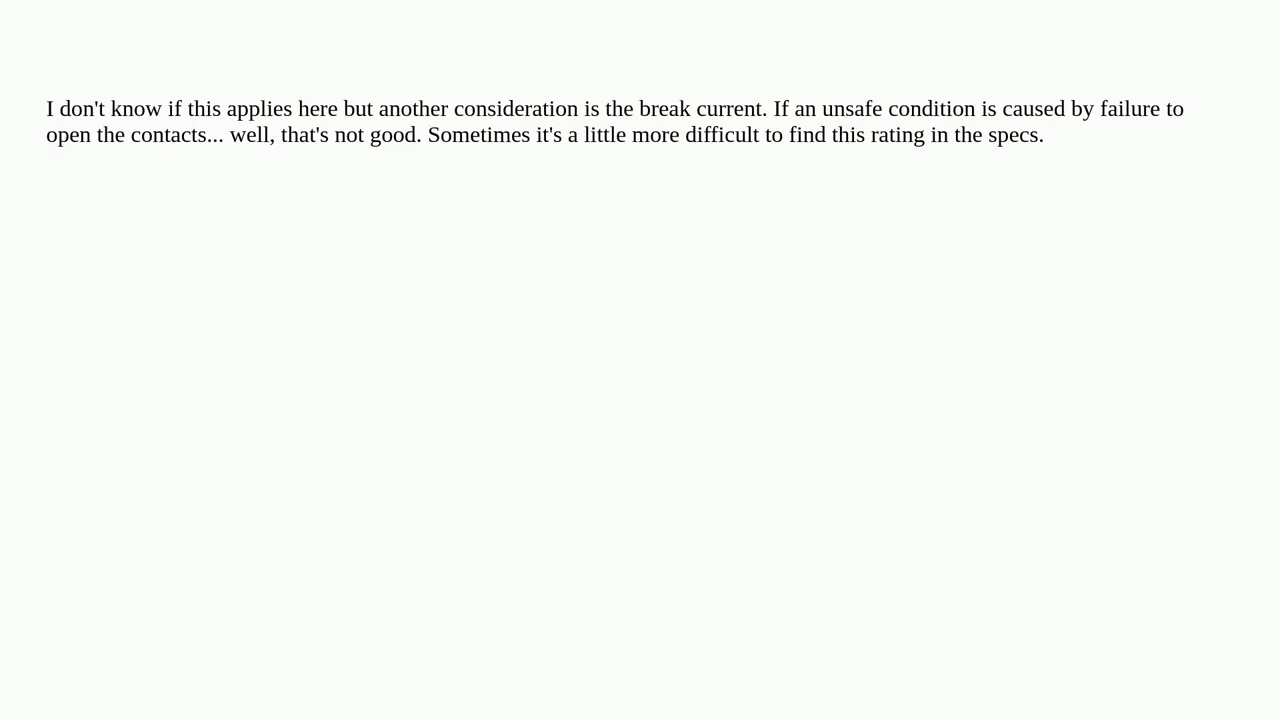 I don't know if this applies here but another consideration is the break current. If an unsafe condition is caused by failure to
open the contacts... well, that's not good. Sometimes it's a little more difficult to find this rating in the specs.